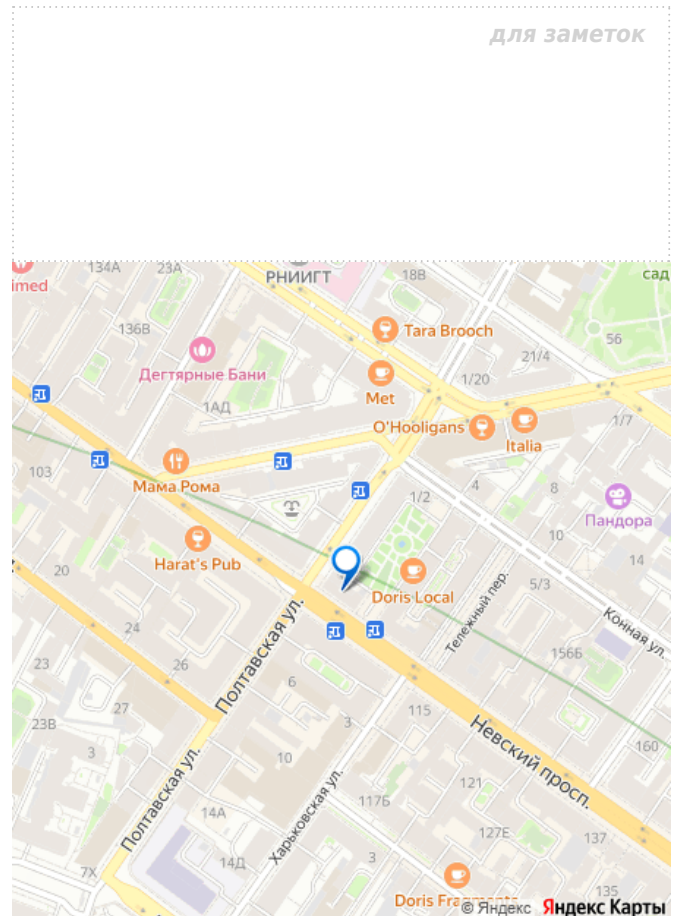 для заметок
134А
23А
РНИИГТ
18В
сад
imed
136В
Tara Brooch
56
Дегтярные Бани
21/4
Met
1/20
1АД
O'Hooligans
Italia
1/7
103
Мама Рома
1/2
4
8
Пандора
10
Harat's Pub
14
20
Doris Local
Тележный пер.
5/3
Конная ул.
24
Полтавская ул.
156Б
23
26
6
27
115
23В
3
3
Невский просп.
160
10
121
Полтавская ул.
14А
Харьковская ул.
117Б
127Е
137
7Х
14Д
3
135
Doris Fragments
© Яндекс Яндекс Карты